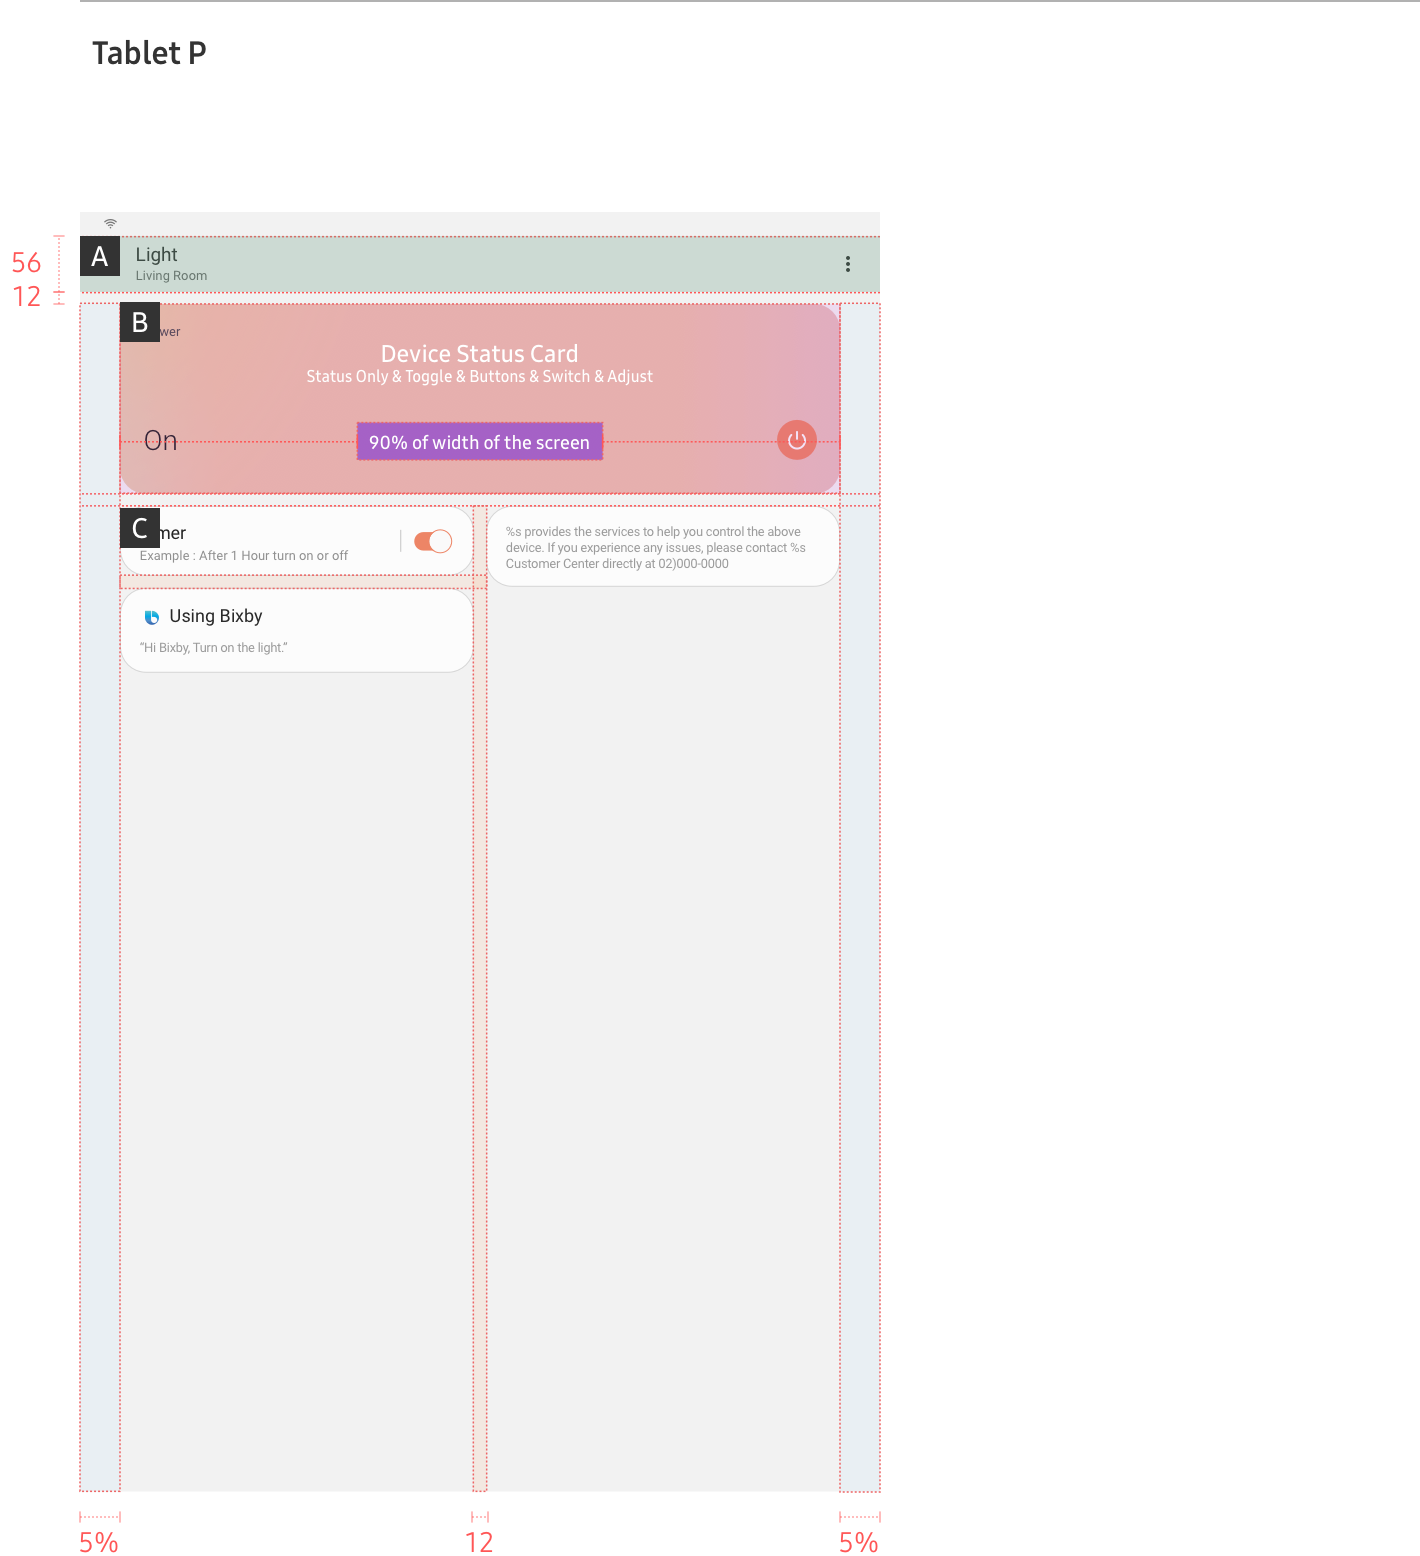 Tablet P
56
12
A
Light
Living Room
B
wer
Device Status Card
Status Only & Toggle & Buttons & Switch & Adjust
On
90% of width of the screen
C
mer
Example : After 1 Hour turn on or off
%s provides the services to help you control the above
device. If you experience any issues, please contact %s
Customer Center directly at 02)000-0000
Using Bixby
“Hi Bixby, Turn on the light.”
5%
12
5%